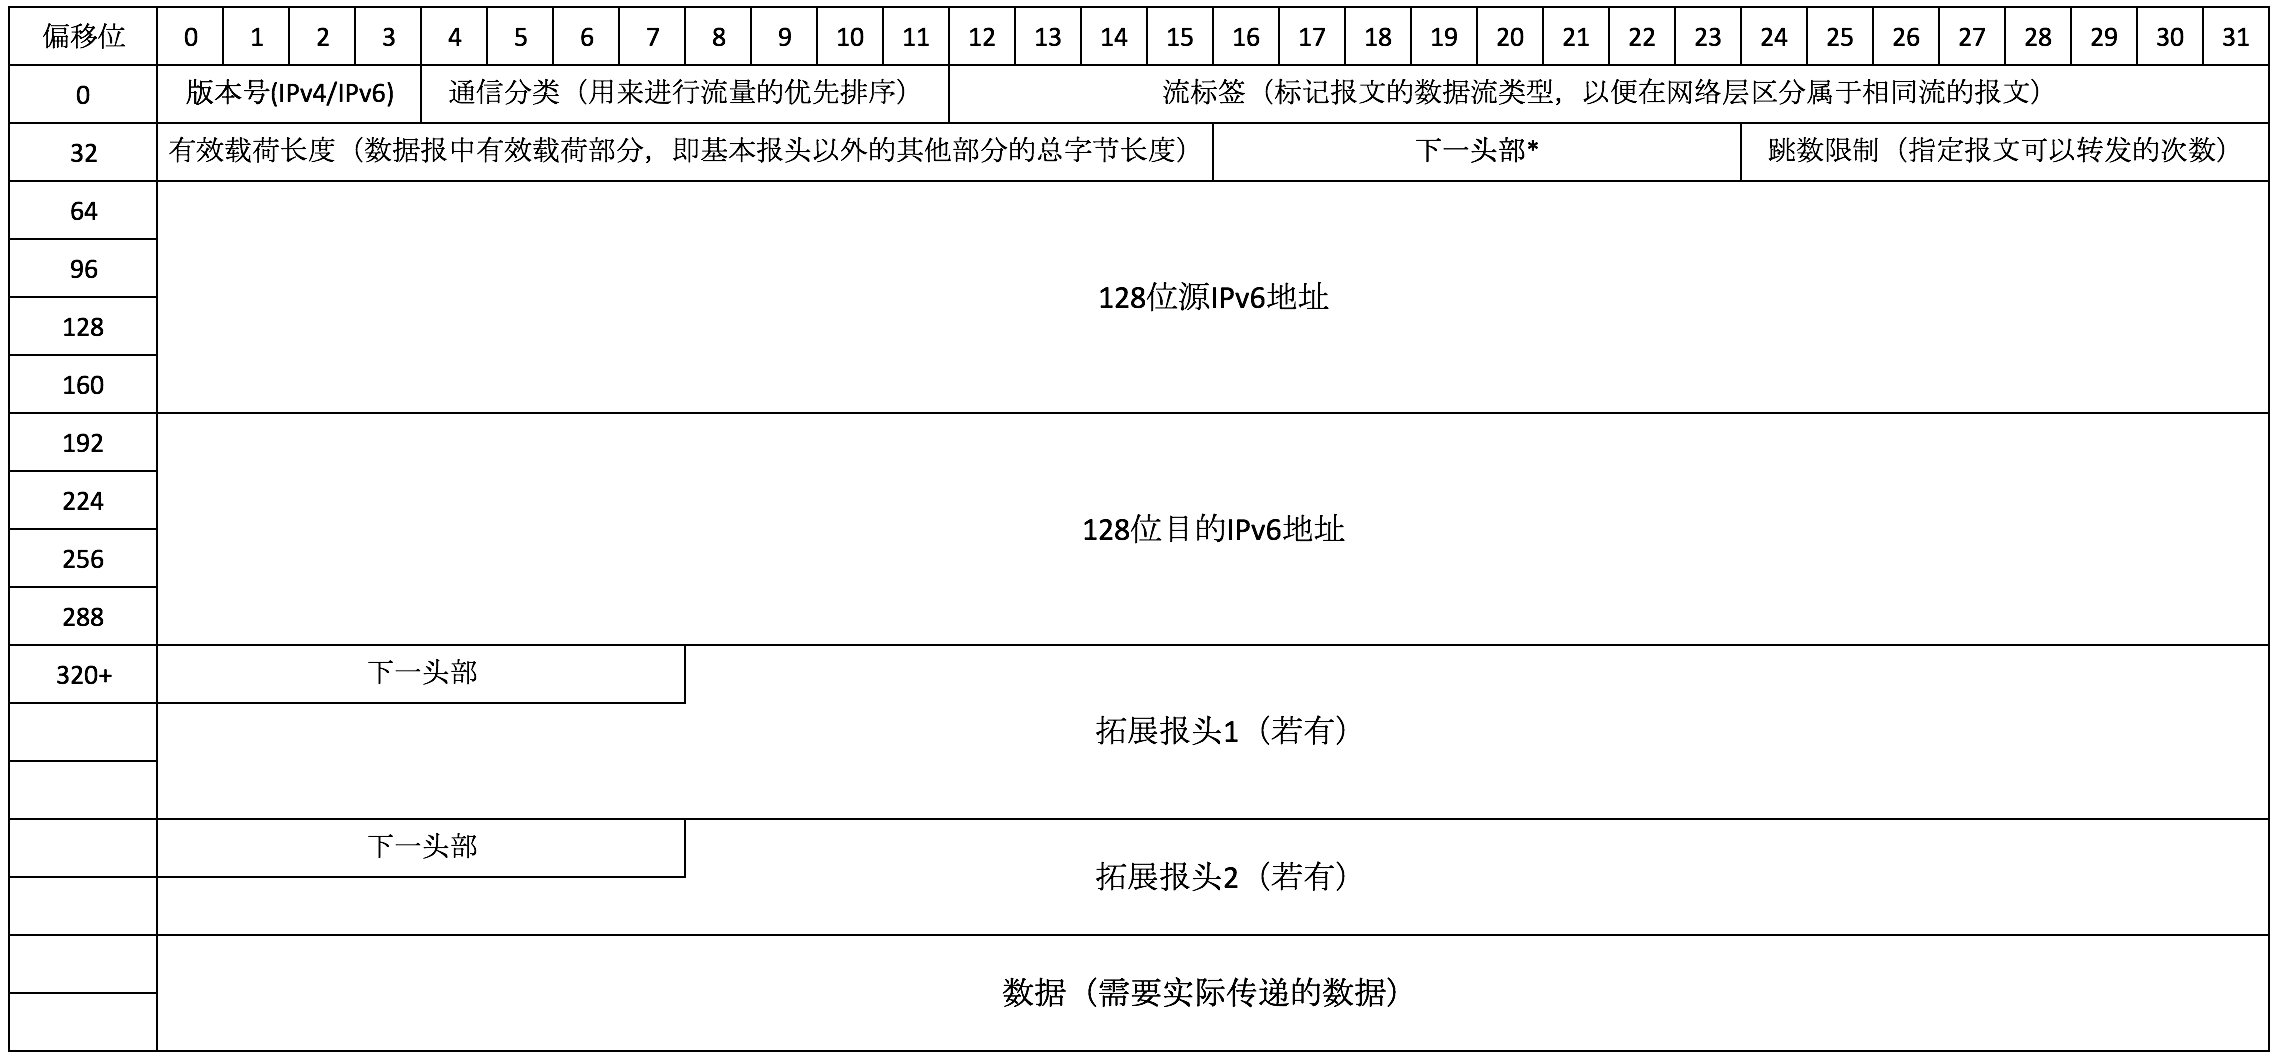 偏移位 0 1 2 3 4 5 6 7 8 9 10 11 12 13 14 15 16 17 18 19 20 21 22 23 24 25 26 27 28 29 30 31
0 版本号(IPv4/IPv6) 通信分类（用来进行流量的优先排序） 流标签（标记报文的数据流类型，以便在网络层区分属于相同流的报文）
32 有效载荷长度（数据报中有效载荷部分，即基本报头以外的其他部分的总字节长度） 下一头部* 跳数限制（指定报文可以转发的次数）
64
96
128位源IPv6地址
128
160
192
224
128位目的IPv6地址
256
288
320+ 下一头部
拓展报头1（若有）
下一头部
拓展报头2（若有）
数据（需要实际传递的数据）